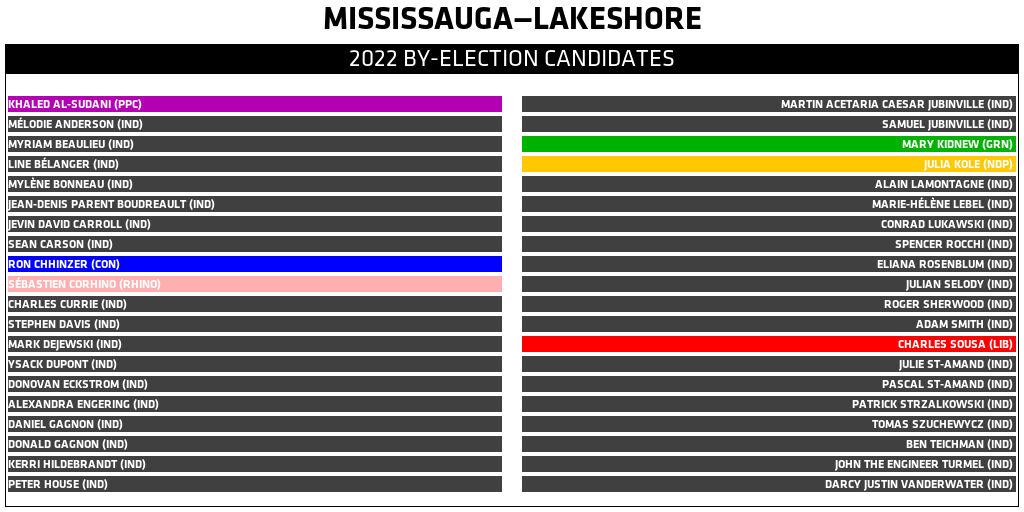 MISSISSAUGA—LAKESHORE
2022 BY-ELECTION CANDIDATES
KHALED AL-SUDANI (PPC)
MÉLODIE ANDERSON (IND)
MYRIAM BEAULIEU (IND)
LINE BÉLANGER (IND)
MYLÈNE BONNEAU (IND)
JEAN-DENIS PARENT BOUDREAULT (IND)
JEVIN DAVID CARROLL (IND)
SEAN CARSON (IND)
RON CHHINZER (CON)
SÉBASTIEN CORHINO (RHINO)
CHARLES CURRIE (IND)
STEPHEN DAVIS (IND)
MARK DEJEWSKI (IND)
YSACK DUPONT (IND)
DONOVAN ECKSTROM (IND)
ALEXANDRA ENGERING (IND)
DANIEL GAGNON (IND)
DONALD GAGNON (IND)
KERRI HILDEBRANDT (IND)
PETER HOUSE (IND)
MARTIN ACETARIA CAESAR JUBINVILLE (IND)
SAMUEL JUBINVILLE (IND)
MARY KIDNEW (GRN)
JULIA KOLE (NDP)
ALAIN LAMONTAGNE (IND)
MARIE-HÉLÈNE LEBEL (IND)
CONRAD LUKAWSKI (IND)
SPENCER ROCCHI (IND)
ELIANA ROSENBLUM (IND)
JULIAN SELODY (IND)
ROGER SHERWOOD (IND)
ADAM SMITH (IND)
CHARLES SOUSA (LIB)
JULIE ST-AMAND (IND)
PASCAL ST-AMAND (IND)
PATRICK STRZALKOWSKI (IND)
TOMAS SZUCHEWYCZ (IND)
BEN TEICHMAN (IND)
JOHN THE ENGINEER TURMEL (IND)
DARCY JUSTIN VANDERWATER (IND)